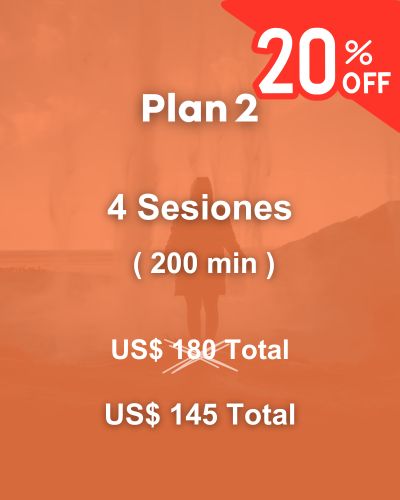 20%
OFF
Plan 2
4 Sesiones
( 200 min )
US$ 180 Total
US$ 145 Total